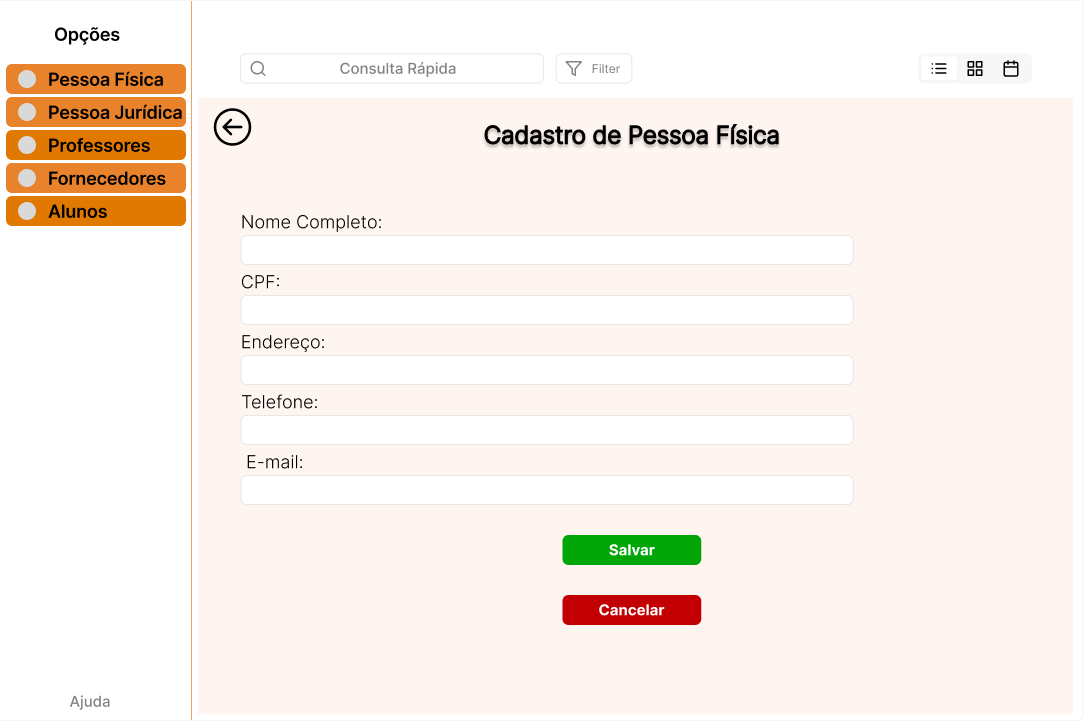 Opções
Pessoa Física
Pessoa Jurídica
Professores
Fornecedores
Alunos
Ajuda
Consulta Rápida
Filter
Cadastro de Pessoa Física
Nome Completo:
CPF:
Endereço:
Telefone:
E-mail:
Salvar
Cancelar